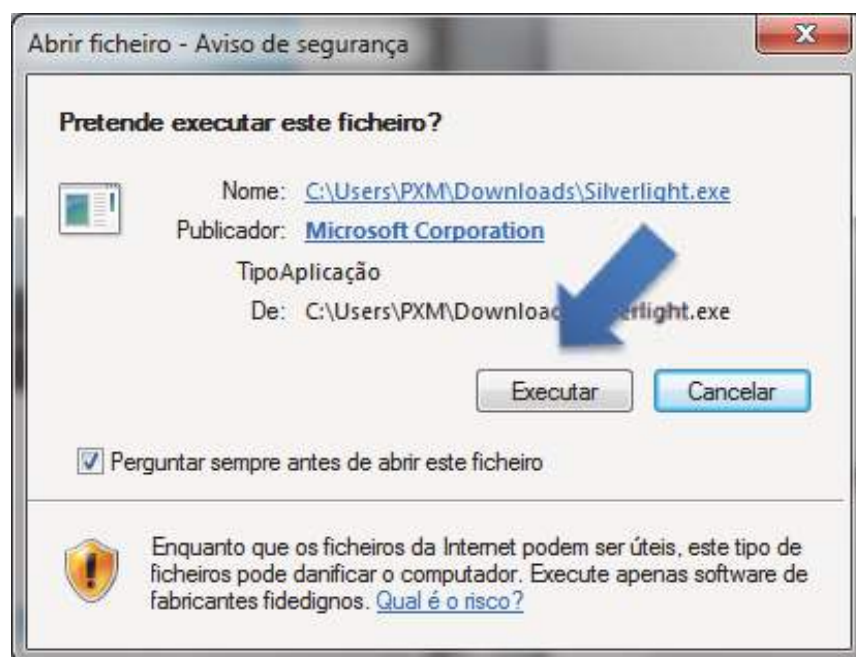 Abrir ficheiro - Aviso de segurança
Pretende executar este ficheiro?
Nome: C:\Users\PXM\Downloads\Silverlight.exe
Publicador: Microsoft Corporation
TipoAplicação
De: C:\Users\PXM\Downloa rlight.exe
Executar Cancelar
Perguntar sempre antes de abrir este ficheiro
Enquanto que os ficheiros da Internet podem ser úteis, este tipo de
ficheiros pode danificar o computador. Execute apenas software de
fabricantes fidedignos. Qual é o risco?